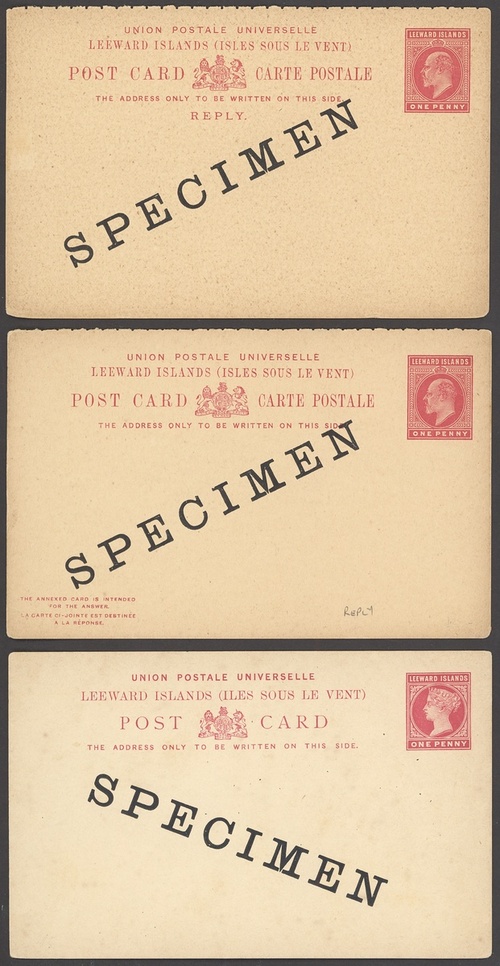 UNION POSTALE UNIVERSELLE
LEEWARD ISLANDS (ISLES SOUS LE VENT)
POST CARD CARTE POSTALE
THE ADDRESS ONLY TO BE WRITTEN ON THIS SIDE.
REPLY.
LEEWARD ISLANDS
ONE PENNY
SPECIMEN
UNION POSTALE UNIVERSELLE
LEEWARD ISLANDS (ISLES SOUS LE VENT)
POST CARD CARTE POSTALE
THE ADDRESS ONLY TO BE WRITTEN ON THIS SIDE.
LEEWARD ISLANDS
ONE PENNY
SPECIMEN
THE ANNEXED CARD IS INTENDED
FOR THE ANSWER.
LA CARTE CI-JOINTE EST DESTINÉE
À LA RÉPONSE.
REPLY
UNION POSTALE UNIVERSELLE
LEEWARD ISLANDS (ILES SOUS LE VENT)
POST CARD
THE ADDRESS ONLY TO BE WRITTEN ON THIS SIDE.
LEEWARD ISLANDS
ONE PENNY
SPECIMEN